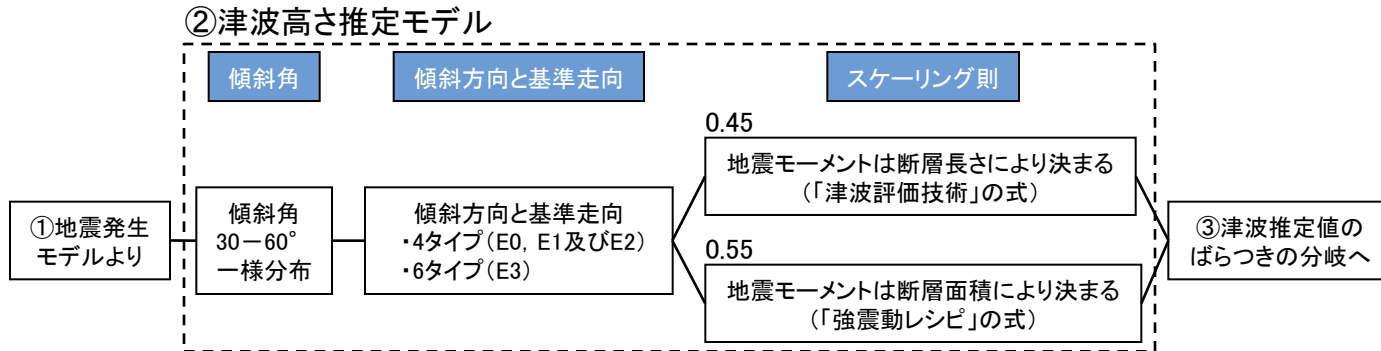 ②津波高さ推定モデル
傾斜角
傾斜方向と基準走向
スケーリング則
①地震発生
モデルより
傾斜角
30－60°
一様分布
傾斜方向と基準走向
・4タイプ（E0, E1及びE2）
・6タイプ（E3）
0.45
地震モーメントは断層長さにより決まる
（「津波評価技術」の式）
0.55
地震モーメントは断層面積により決まる
（「強震動レシピ」の式）
③津波推定値の
ばらつきの分岐へ